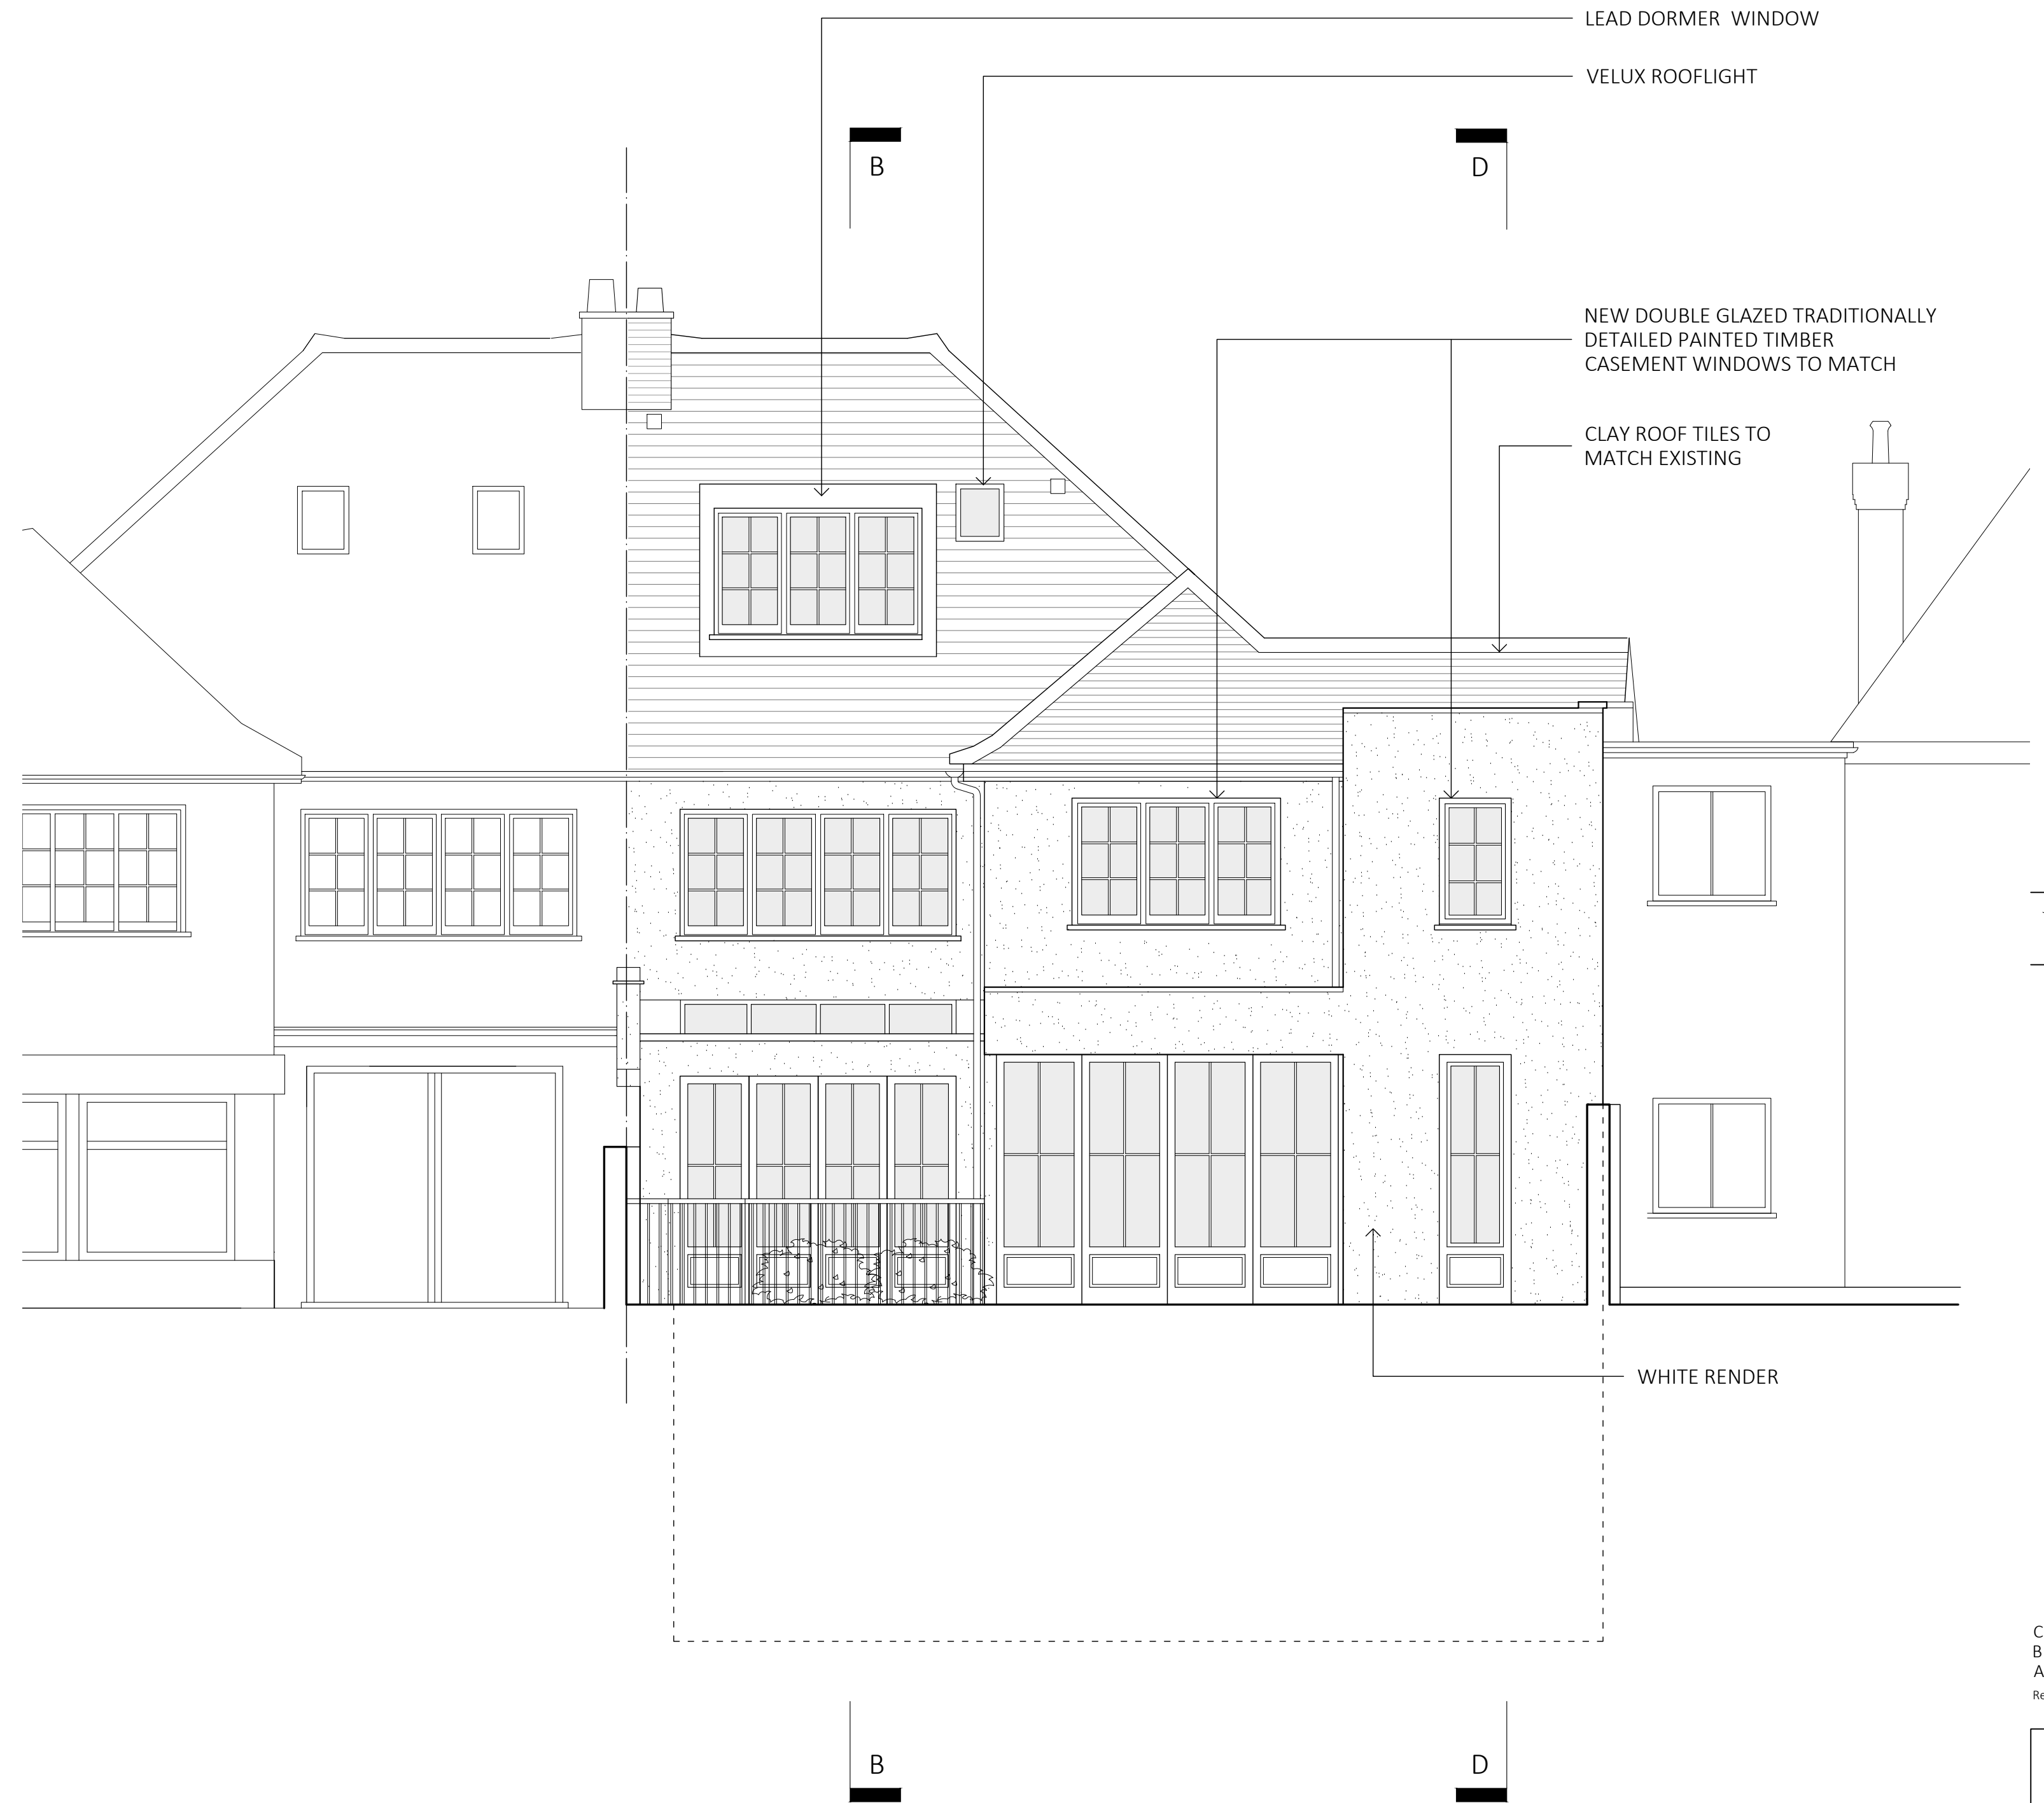 LEAD DORMER WINDOW
VELUX ROOFLIGHT
B
D
NEW DOUBLE GLAZED TRADITIONALLY
DETAILED PAINTED TIMBER
CASEMENT WINDOWS TO MATCH
CLAY ROOF TILES TO
MATCH EXISTING
WHITE RENDER
C
B
A
Re
B
D